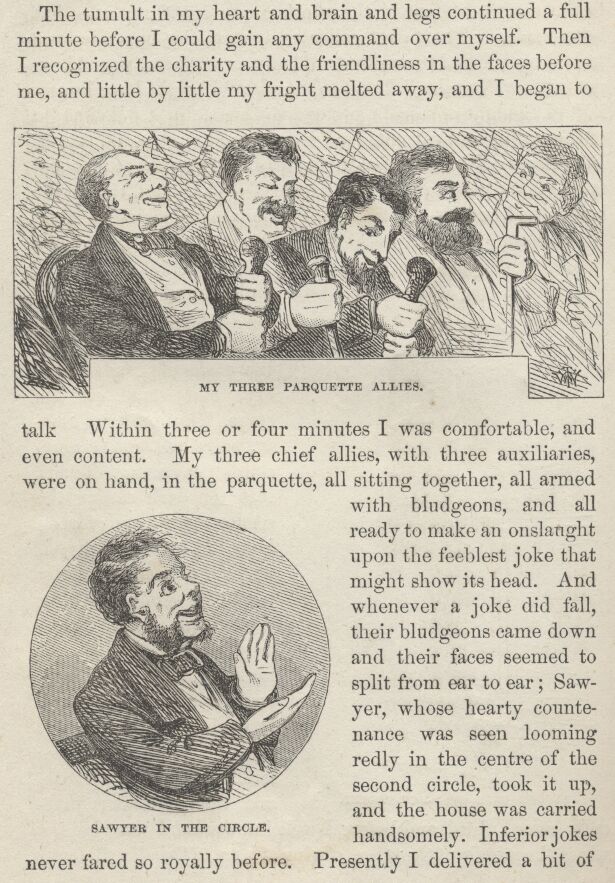 The tumult in my heart and brain and legs continued a full
minute before I could gain any command over myself. Then
I recognized the charity and the friendliness in the faces before
me, and little by little my fright melted away, and I began to
MY THREE PARQUETTE ALLIES.
talk Within three or four minutes I was comfortable, and
even content. My three chief allies, with three auxiliaries,
were on hand, in the parquette, all sitting together, all armed
with bludgeons, and all
ready to make an onslaught
upon the feeblest joke that
might show its head. And
whenever a joke did fall,
their bludgeons came down
and their faces seemed to
split from ear to ear; Saw-
yer, whose hearty counte-
nance was seen looming
redly in the centre of the
second circle, took it up,
and the house was carried
handsomely. Inferior jokes
SAWYER IN THE CIRCLE.
never fared so royally before. Presently I delivered a bit of